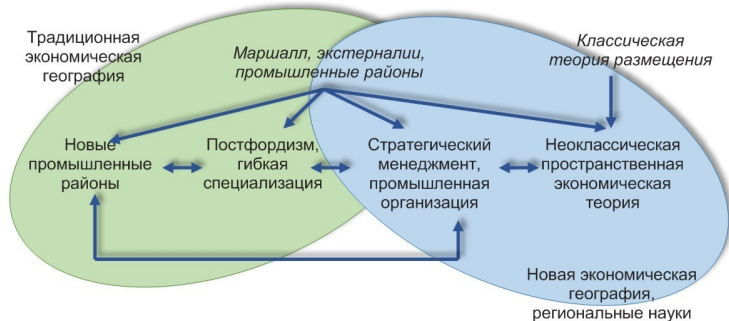 Традиционная
экономическая
география
Маршалл, экстерналии,
промышленные районы
Классическая
теория размещения
Новые
промышленные
районы
Постфордизм,
гибкая
специализация
Стратегический
менеджмент,
промышленная
организация
Неоклассическая
пространственная
экономическая
теория
Новая экономическая
география,
региональные науки